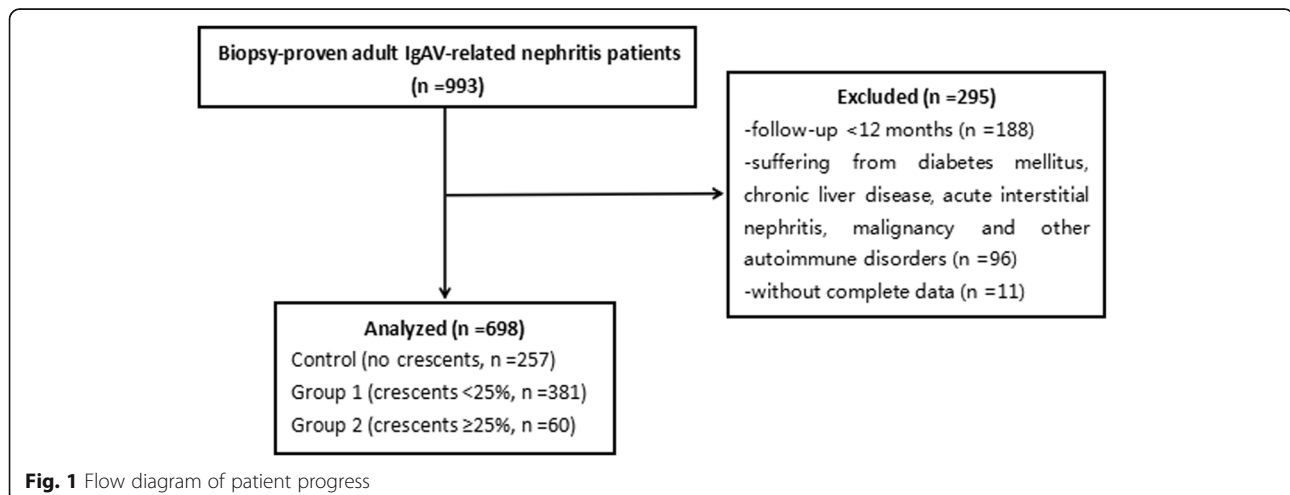 Biopsy-proven adult IgAV-related nephritis patients
(n =993)
Excluded (n =295)
-follow-up <12 months (n =188)
-suffering from diabetes mellitus,
chronic liver disease, acute interstitial
nephritis, malignancy and other
autoimmune disorders (n =96)
-without complete data (n =11)
Analyzed (n =698)
Control (no crescents, n =257)
Group 1 (crescents <25%, n =381)
Group 2 (crescents ≥25%, n =60)
Fig. 1 Flow diagram of patient progress